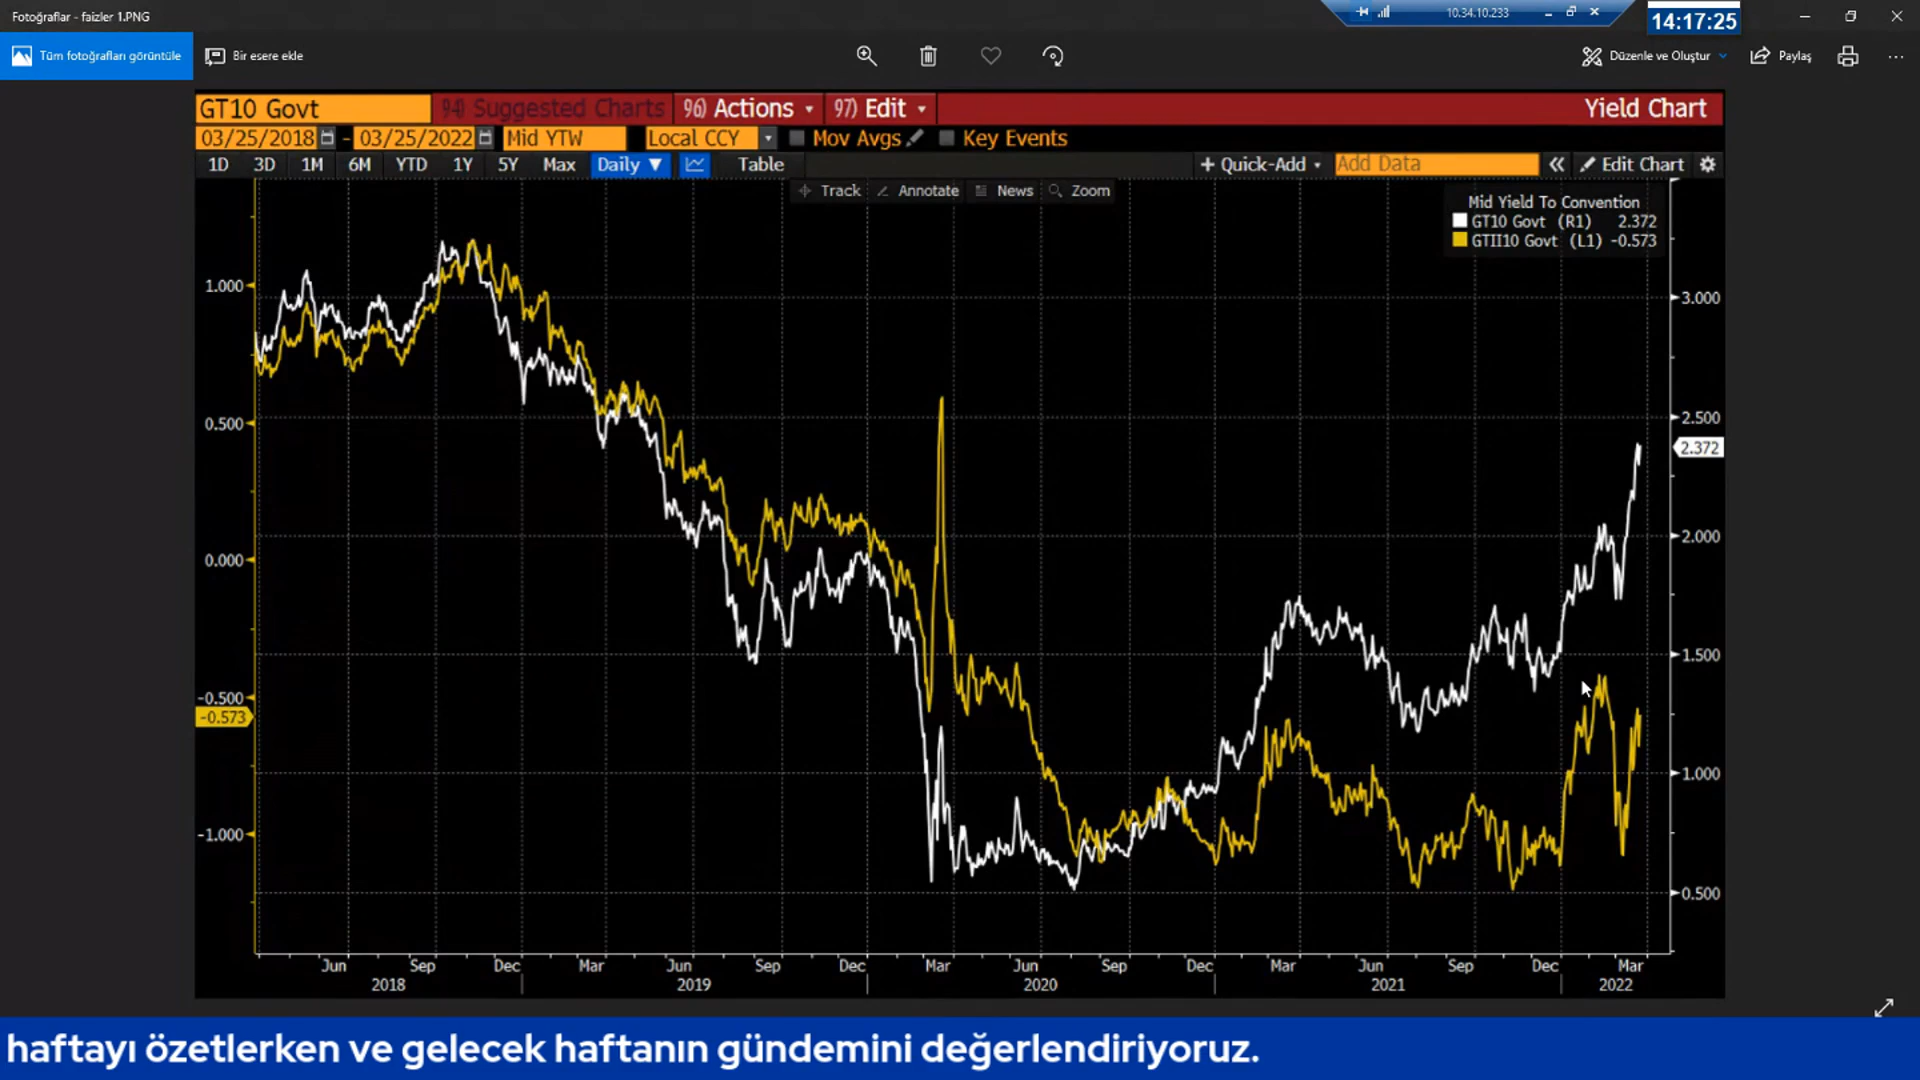 Fotoğraflar - faizler 1.PNG
10.34.10.233
14:17:25
Tüm fotoğrafları görüntüle
Bir esere ekle
Düzenle ve Oluştur
Paylaş
GT10 Govt
94) Suggested Charts
96) Actions
97) Edit
Yield Chart
03/25/2018 - 03/25/2022
Mid YTW
Local CCY
Mov Avgs
Key Events
1D 3D 1M 6M YTD 1Y 5Y Max Daily ▼ Table
+ Quick-Add
Add Data
« Edit Chart
Track Annotate News Zoom
Mid Yield To Convention
GT10 Govt (R1) 2.372
GTII10 Govt (L1) -0.573
1.000
0.500
0.000
-0.500
-0.573
-1.000
3.000
2.500
2.372
2.000
1.500
1.000
0.500
Jun Sep Dec Mar Jun Sep Dec Mar Jun Sep Dec Mar Jun Sep Dec Mar
2018 2019 2020 2021 2022
haftayı özetlerken ve gelecek haftanın gündemini değerlendiriyoruz.